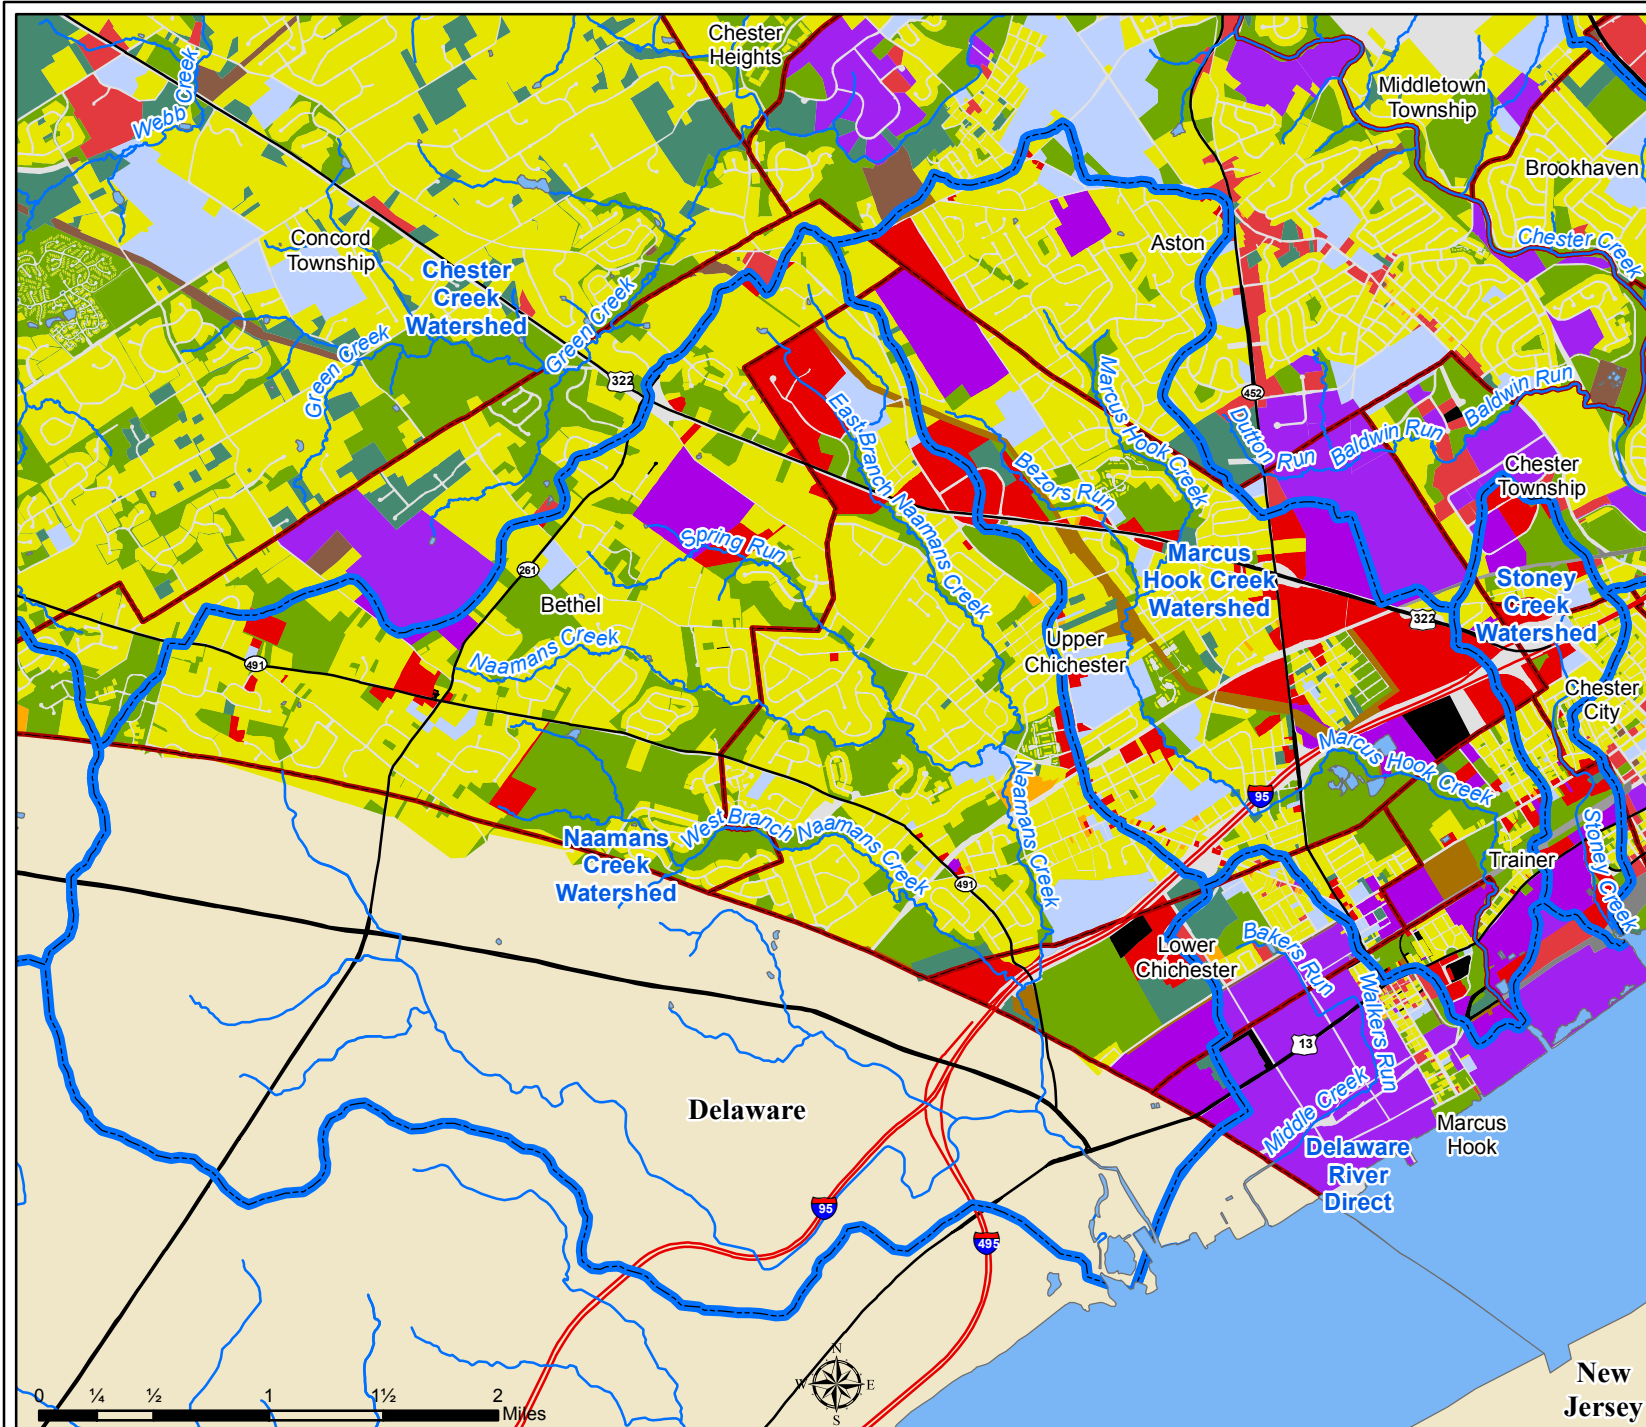 Chester
Heights
Middletown
Township
Webb Creek
Brookhaven
Concord
Township
Aston
Chester Creek
Chester
Creek
Watershed
Green Creek
Green Creek
322
452
Marcus Hook Creek
East Branch Naamans Creek
Dutton Run
Baldwin Run
Baldwin Run
Bezors Run
Chester
Township
Spring Run
261
Marcus
Hook Creek
Watershed
Stoney
Creek
Watershed
Bethel
322
Naamans Creek
Upper
Chichester
491
Chester
City
Marcus Hook Creek
95
Naamans Creek
Naamans
Creek
Watershed
West Branch Naamans Creek
491
Trainer
Stoney Creek
Lower
Chichester
Bakers Run
Walkers Run
13
Delaware
Middle Creek
Marcus
Hook
Delaware
River
Direct
95
495
N
W
E
S
New
Jersey
0 ¼ ½ 1 1½ 2
Miles